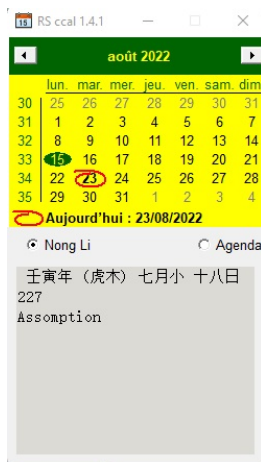 RS ccal 1.4.1
août 2022
lun. mar. mer. jeu. ven. sam. dim
30 25 26 27 28 29 30 31
31 1 2 3 4 5 6 7
32 8 9 10 11 12 13 14
33 15 16 17 18 19 20 21
34 22 23 24 25 26 27 28
35 29 30 31 1 2 3 4
Aujourd'hui : 23/08/2022
Nong Li Agenda
壬寅年 (虎木) 七月小 十八日
227
Assomption